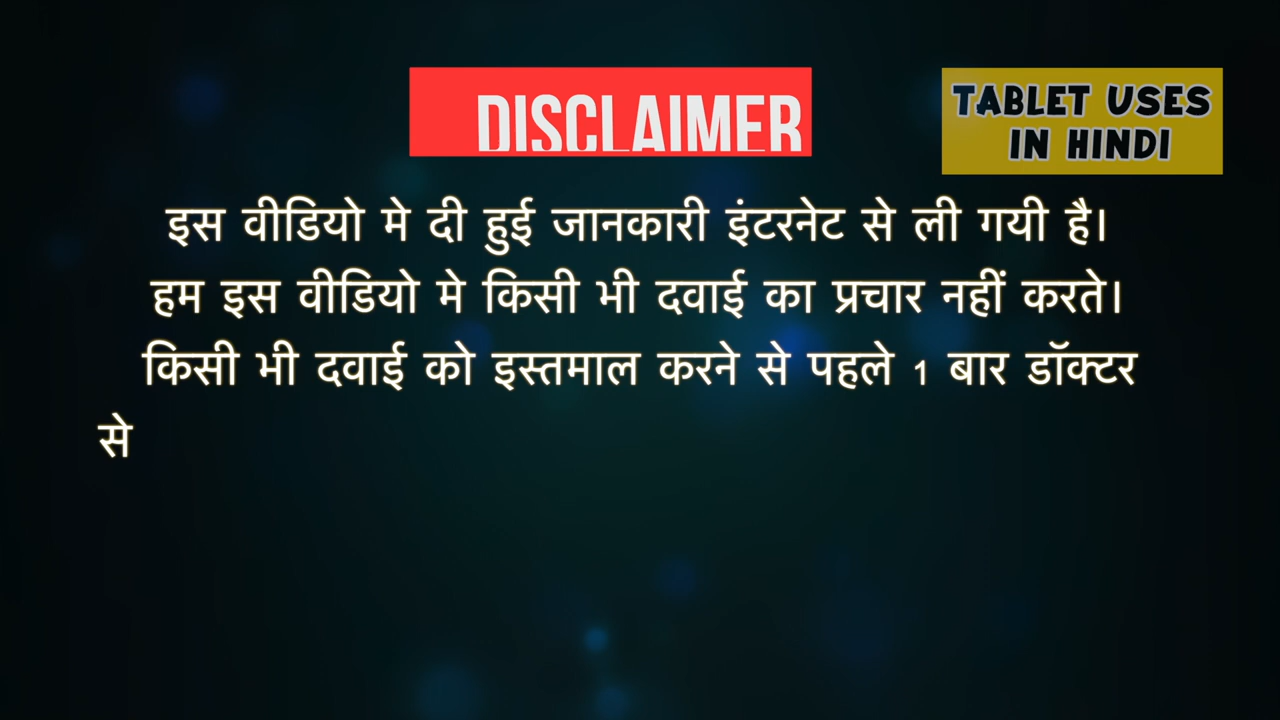 DISCLAIMER
TABLET USES
IN HINDI
इस वीडियो मे दी हुई जानकारी इंटरनेट से ली गयी है।
हम इस वीडियो मे किसी भी दवाई का प्रचार नहीं करते।
किसी भी दवाई को इस्तमाल करने से पहले 1 बार डॉक्टर
से